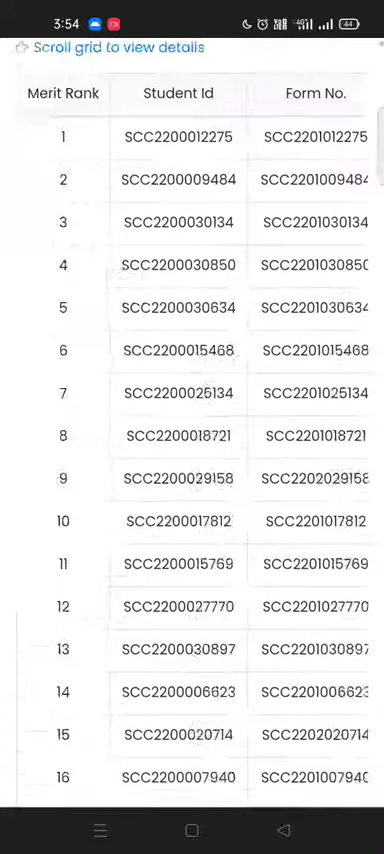 3:54 4G 44
Scroll grid to view details
Merit Rank Student Id Form No.
1 SCC2200012275 SCC2201012275
2 SCC2200009484 SCC2201009484
3 SCC2200030134 SCC2201030134
4 SCC2200030850 SCC2201030850
5 SCC2200030634 SCC2201030634
6 SCC2200015468 SCC2201015468
7 SCC2200025134 SCC2201025134
8 SCC2200018721 SCC2201018721
9 SCC2200029158 SCC2202029158
10 SCC2200017812 SCC2201017812
11 SCC2200015769 SCC2201015769
12 SCC2200027770 SCC2201027770
13 SCC2200030897 SCC2201030897
14 SCC2200006623 SCC2201006623
15 SCC2200020714 SCC2202020714
16 SCC2200007940 SCC2201007940